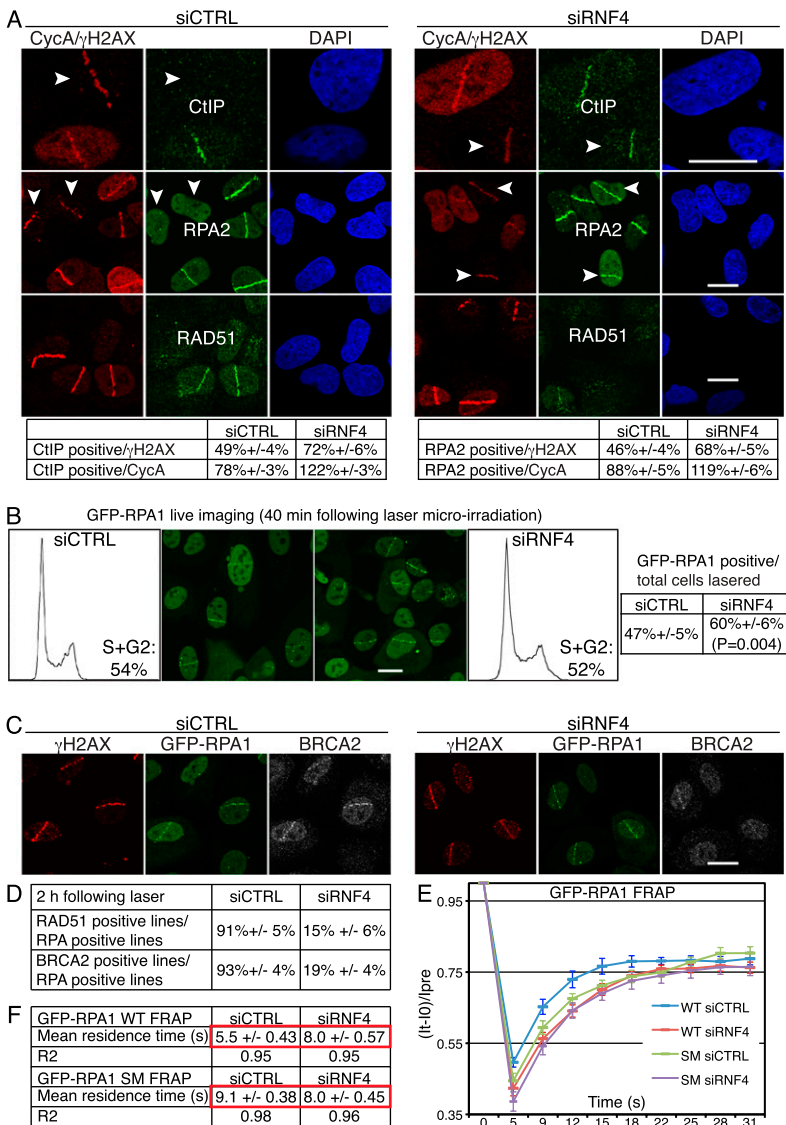 A
siCTRL
siRNF4
CycA/γH2AX
DAPI
CycA/γH2AX
DAPI
CtIP
CtIP
RPA2
RPA2
RAD51
RAD51
siCTRL siRNF4
CtIP positive/γH2AX 49%+/-4% 72%+/-6%
CtIP positive/CycA 78%+/-3% 122%+/-3%
siCTRL siRNF4
RPA2 positive/γH2AX 46%+/-4% 68%+/-5%
RPA2 positive/CycA 88%+/-5% 119%+/-6%
B
GFP-RPA1 live imaging (40 min following laser micro-irradiation)
siCTRL
S+G2:
54%
siRNF4
S+G2:
52%
GFP-RPA1 positive/
total cells lasered
siCTRL siRNF4
47%+/-5% 60%+/-6%
(P=0.004)
C
siCTRL
siRNF4
γH2AX GFP-RPA1 BRCA2
γH2AX GFP-RPA1 BRCA2
D
2 h following laser siCTRL siRNF4
RAD51 positive lines/
RPA positive lines 91%+/- 5% 15% +/- 6%
BRCA2 positive lines/
RPA positive lines 93%+/- 4% 19% +/- 4%
E
GFP-RPA1 FRAP
0.95
0.75
0.55
0.35
(It-I0)/Ipre
WT siCTRL
WT siRNF4
SM siCTRL
SM siRNF4
Time (s)
0 5 9 12 15 18 22 25 28 31
F
GFP-RPA1 WT FRAP siCTRL siRNF4
Mean residence time (s) 5.5 +/- 0.43 8.0 +/- 0.57
R2 0.95 0.95
GFP-RPA1 SM FRAP siCTRL siRNF4
Mean residence time (s) 9.1 +/- 0.38 8.0 +/- 0.45
R2 0.98 0.96